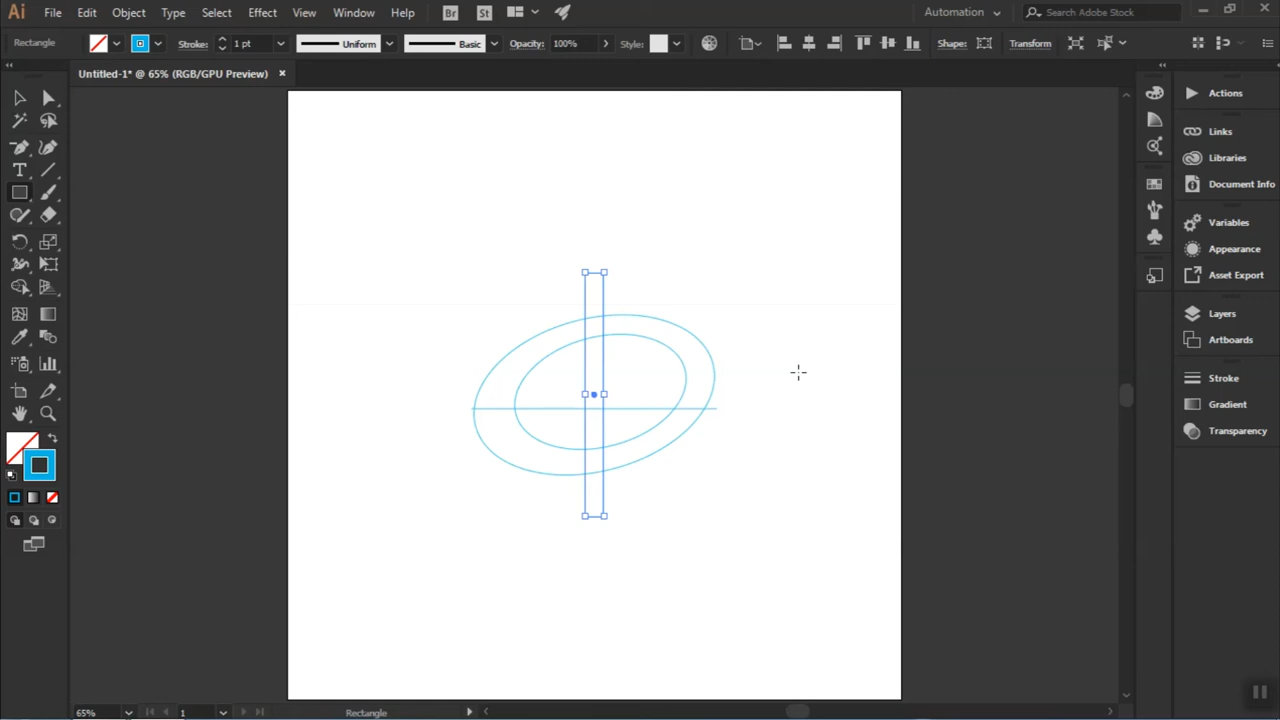 Ai File Edit Object Type Select Effect View Window Help Br St Automation Search Adobe Stock
Rectangle Stroke: 1 pt Uniform Basic Opacity: 100% Style: Shape: Transform
Untitled-1* @ 65% (RGB/GPU Preview) ×
Actions
Links
Libraries
Document Info
Variables
Appearance
Asset Export
Layers
Artboards
Stroke
Gradient
Transparency
65% 1 Rectangle